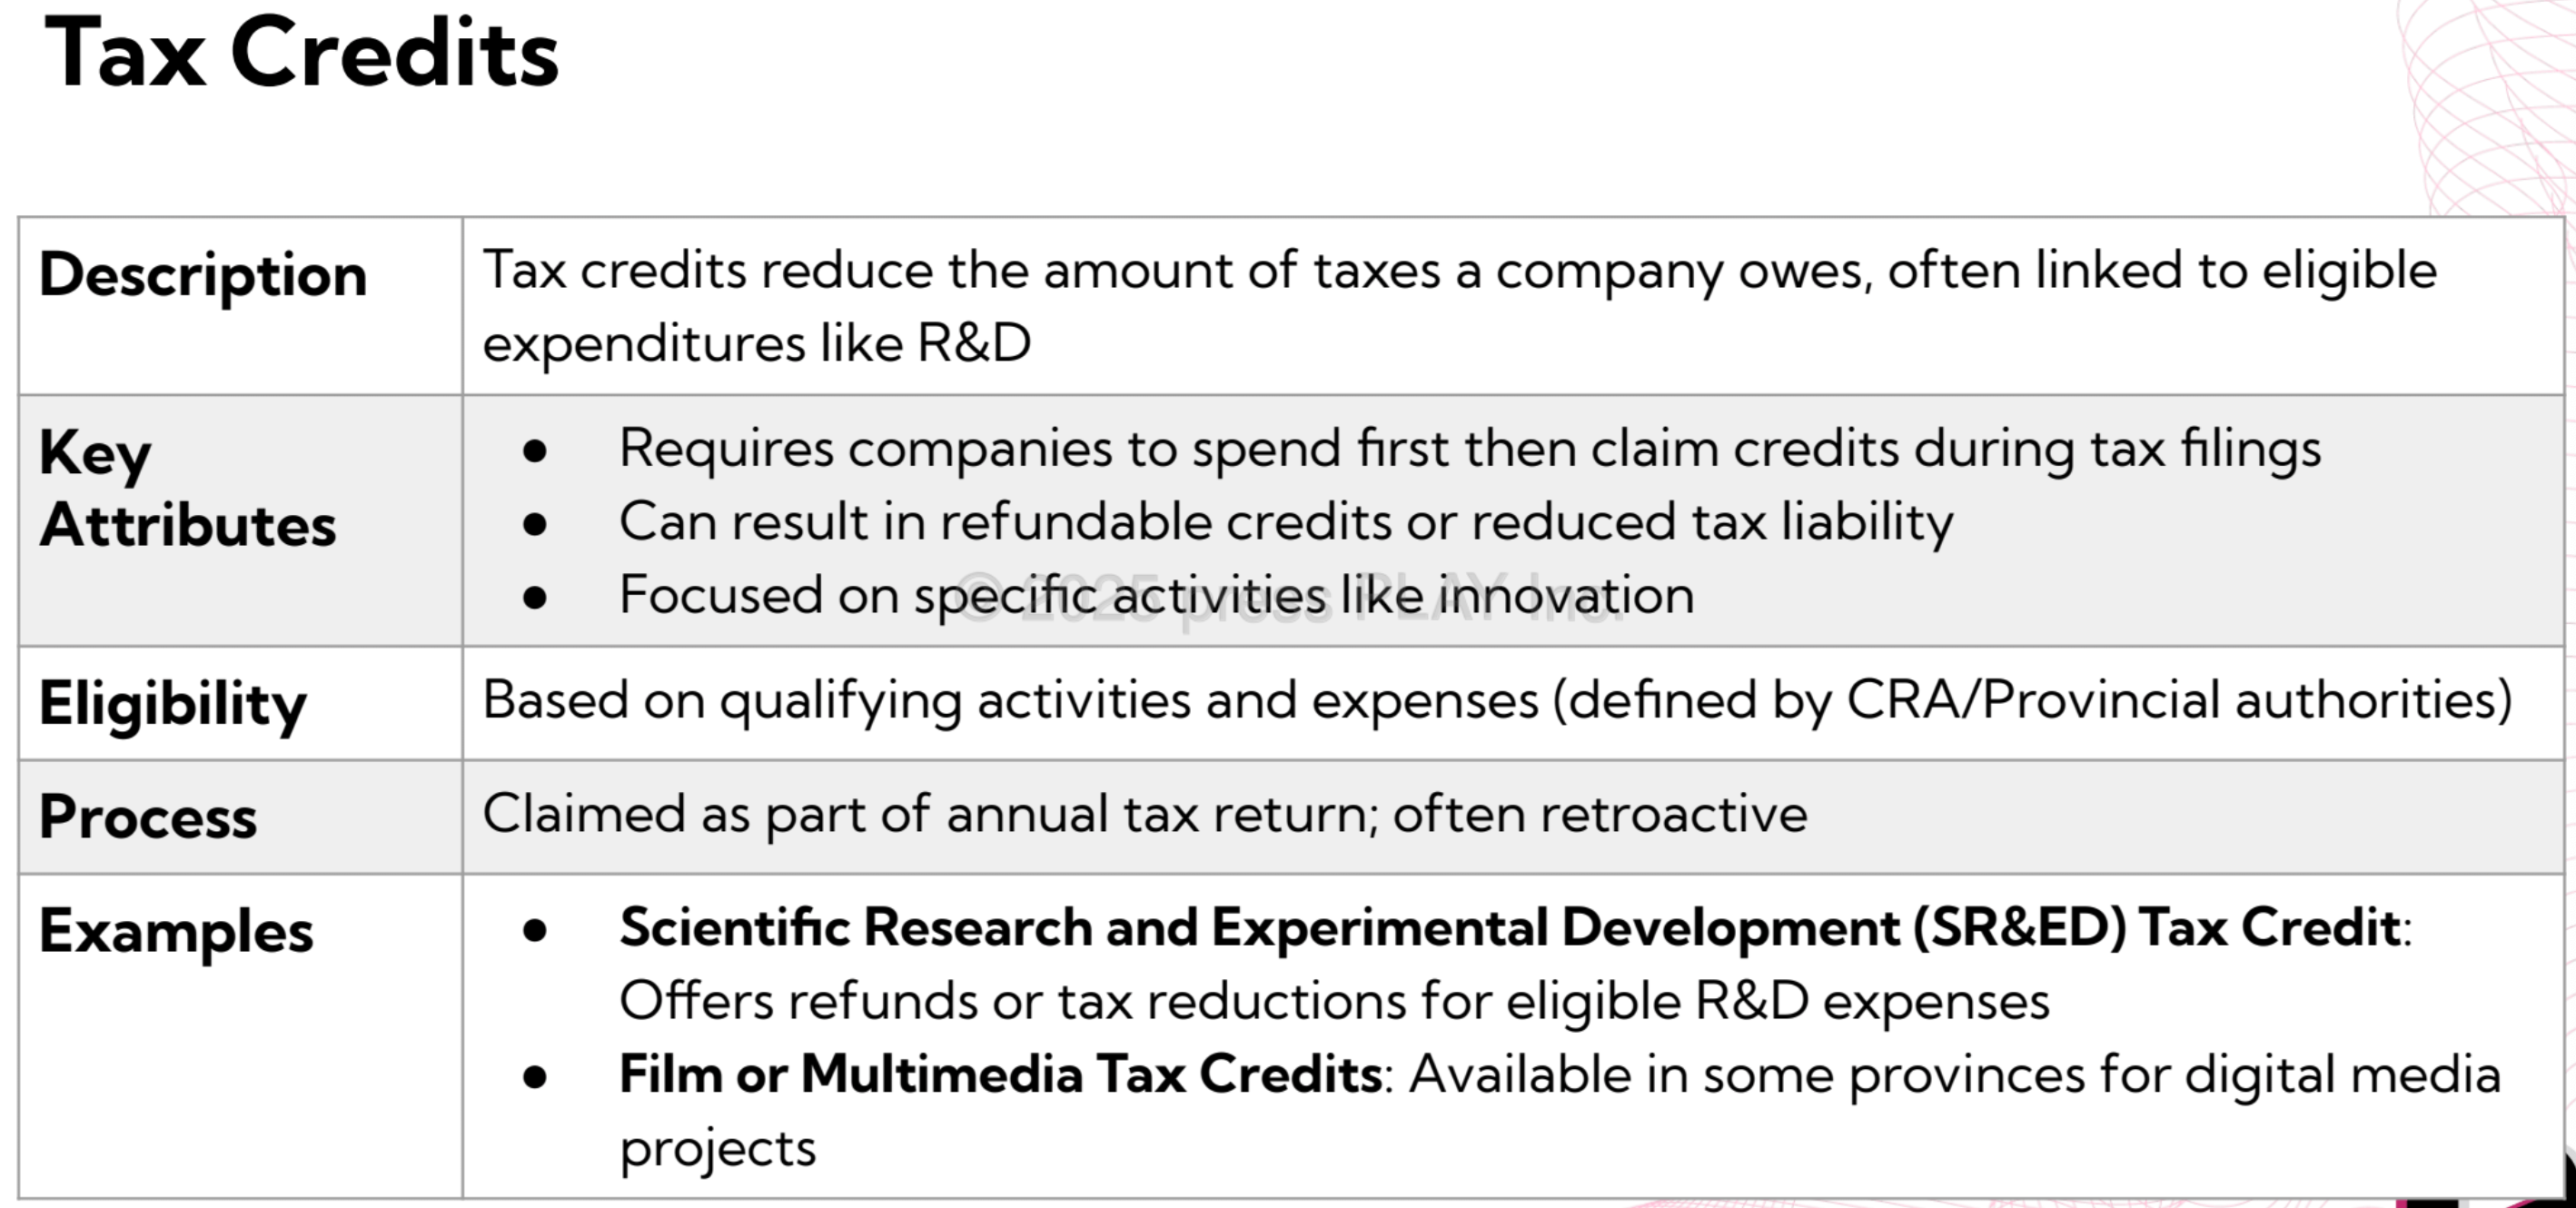 Tax Credits
Description
Tax credits reduce the amount of taxes a company owes, often linked to eligible
expenditures like R&D
Key
Attributes
● Requires companies to spend first then claim credits during tax filings
● Can result in refundable credits or reduced tax liability
● Focused on specific activities like innovation
© 2025 press PLAY Inc.
Eligibility
Based on qualifying activities and expenses (defined by CRA/Provincial authorities)
Process
Claimed as part of annual tax return; often retroactive
Examples
● Scientific Research and Experimental Development (SR&ED) Tax Credit:
Offers refunds or tax reductions for eligible R&D expenses
● Film or Multimedia Tax Credits: Available in some provinces for digital media
projects